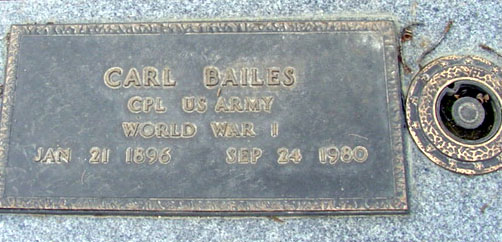 CARL BAILES
CPL US ARMY
WORLD WAR I
JAN 21 1896 SEP 24 1980